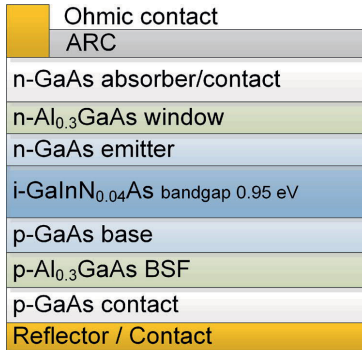 Ohmic contact
ARC
n-GaAs absorber/contact
n-Al₀.₃GaAs window
n-GaAs emitter
i-GaInN₀.₀₄As bandgap 0.95 eV
p-GaAs base
p-Al₀.₃GaAs BSF
p-GaAs contact
Reflector / Contact